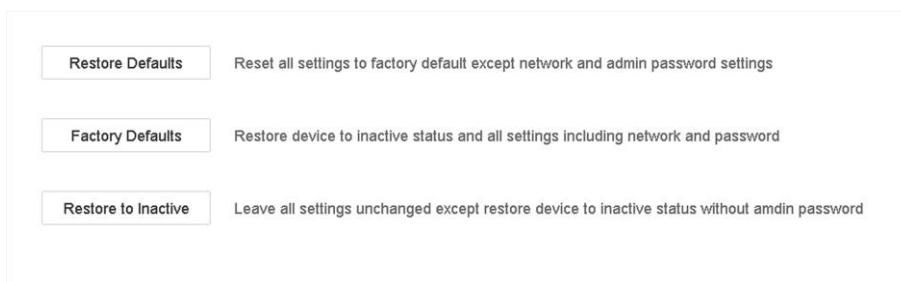 Restore Defaults Reset all settings to factory default except network and admin password settings
Factory Defaults Restore device to inactive status and all settings including network and password
Restore to Inactive Leave all settings unchanged except restore device to inactive status without amdin password